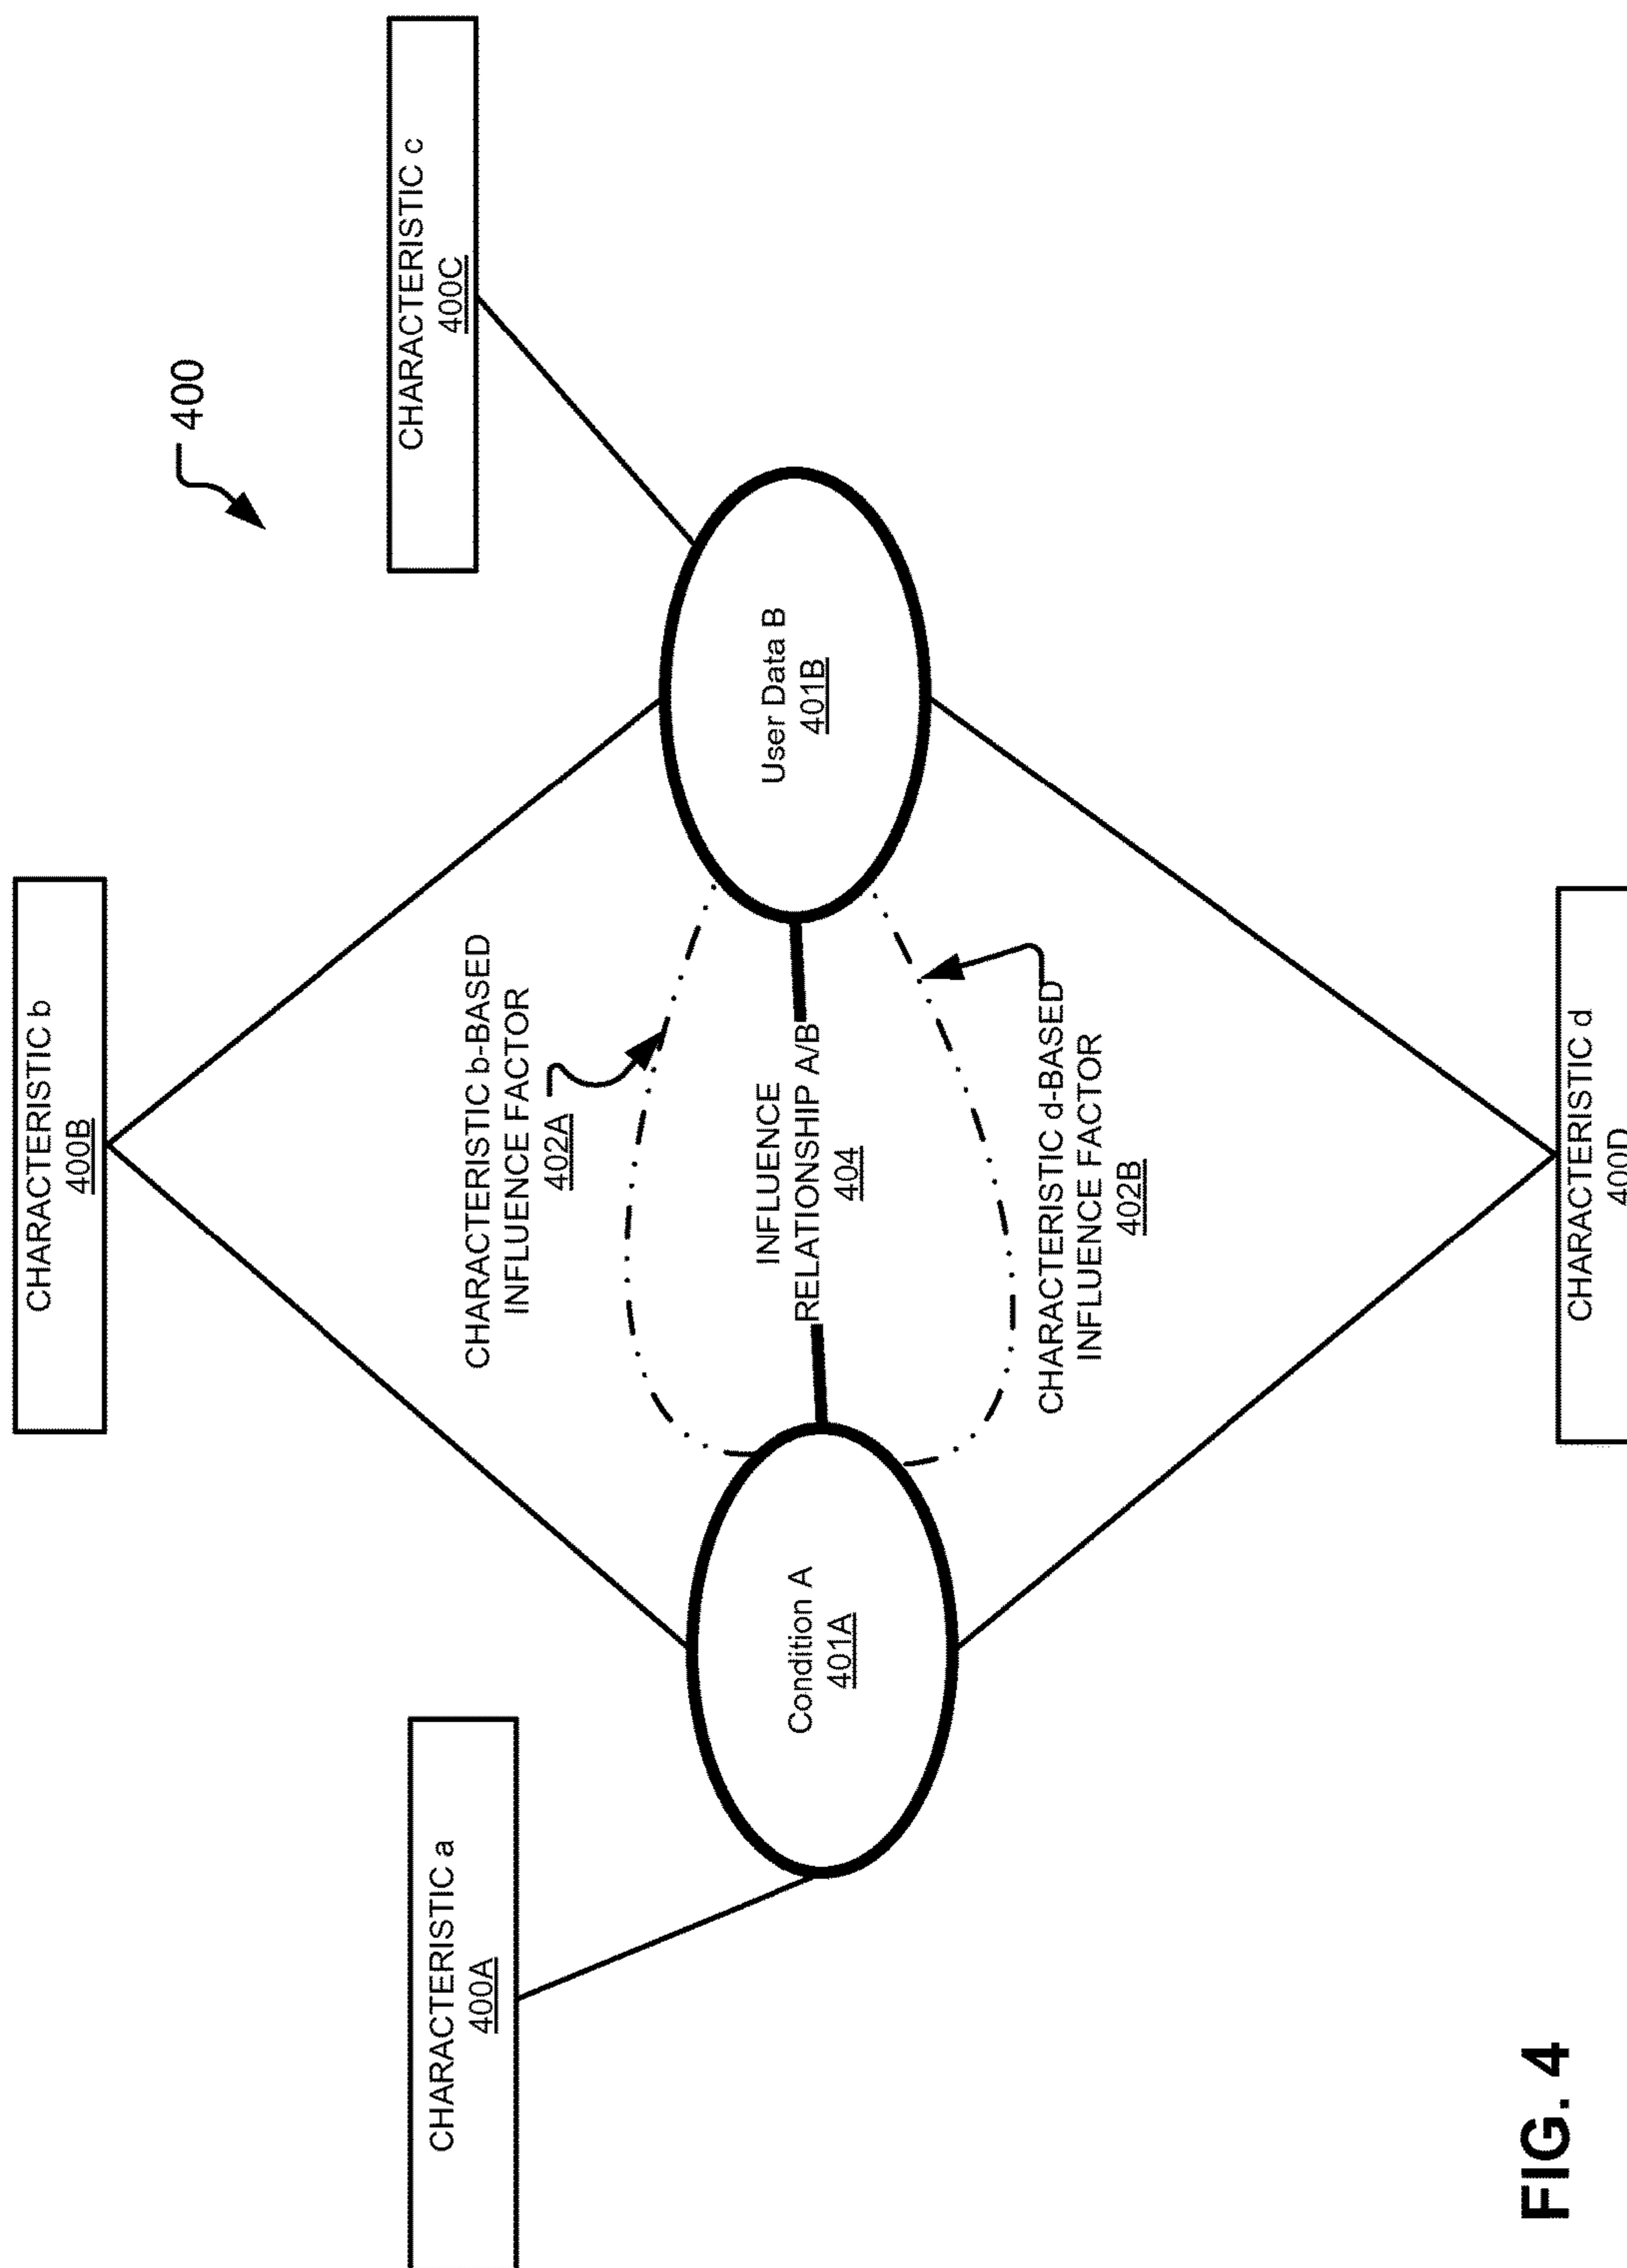 400
CHARACTERISTIC b
400B
CHARACTERISTIC c
400C
CHARACTERISTIC a
400A
CHARACTERISTIC b-BASED
INFLUENCE FACTOR
402A
User Data B
401B
INFLUENCE
RELATIONSHIP A/B
404
Condition A
401A
CHARACTERISTIC d-BASED
INFLUENCE FACTOR
402B
CHARACTERISTIC d
400D
FIG. 4